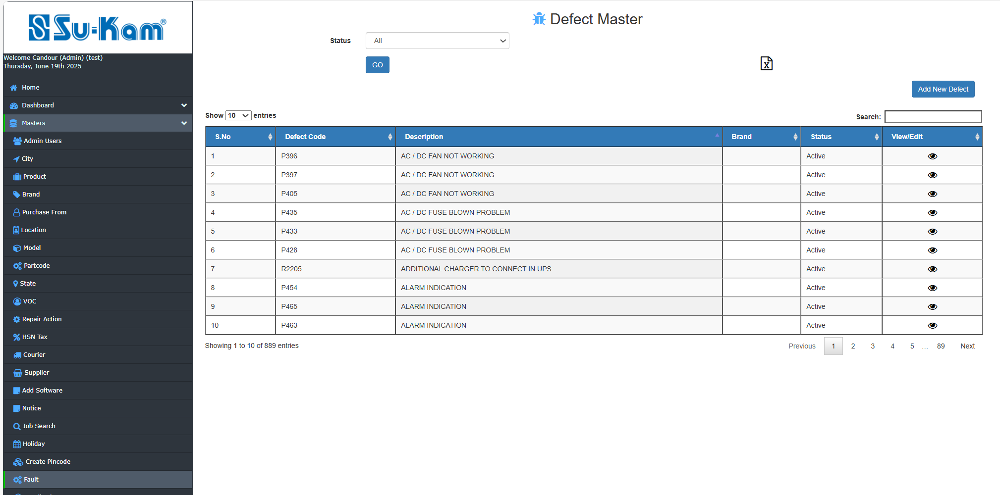 Su-Kam®
Welcome Candour (Admin) (test)
Thursday, June 19th 2025
Home
Dashboard
Masters
Admin Users
City
Product
Brand
Purchase From
Location
Model
Partcode
State
VOC
Repair Action
HSN Tax
Courier
Supplier
Add Software
Notice
Job Search
Holiday
Create Pincode
Fault
Defect Master
Status All
GO
Add New Defect
Show 10 entries
Search:
S.No Defect Code Description Brand Status View/Edit
1 P396 AC / DC FAN NOT WORKING Active
2 P397 AC / DC FAN NOT WORKING Active
3 P405 AC / DC FAN NOT WORKING Active
4 P435 AC / DC FUSE BLOWN PROBLEM Active
5 P433 AC / DC FUSE BLOWN PROBLEM Active
6 P428 AC / DC FUSE BLOWN PROBLEM Active
7 R2205 ADDITIONAL CHARGER TO CONNECT IN UPS Active
8 P454 ALARM INDICATION Active
9 P465 ALARM INDICATION Active
10 P463 ALARM INDICATION Active
Showing 1 to 10 of 889 entries
Previous 1 2 3 4 5 … 89 Next